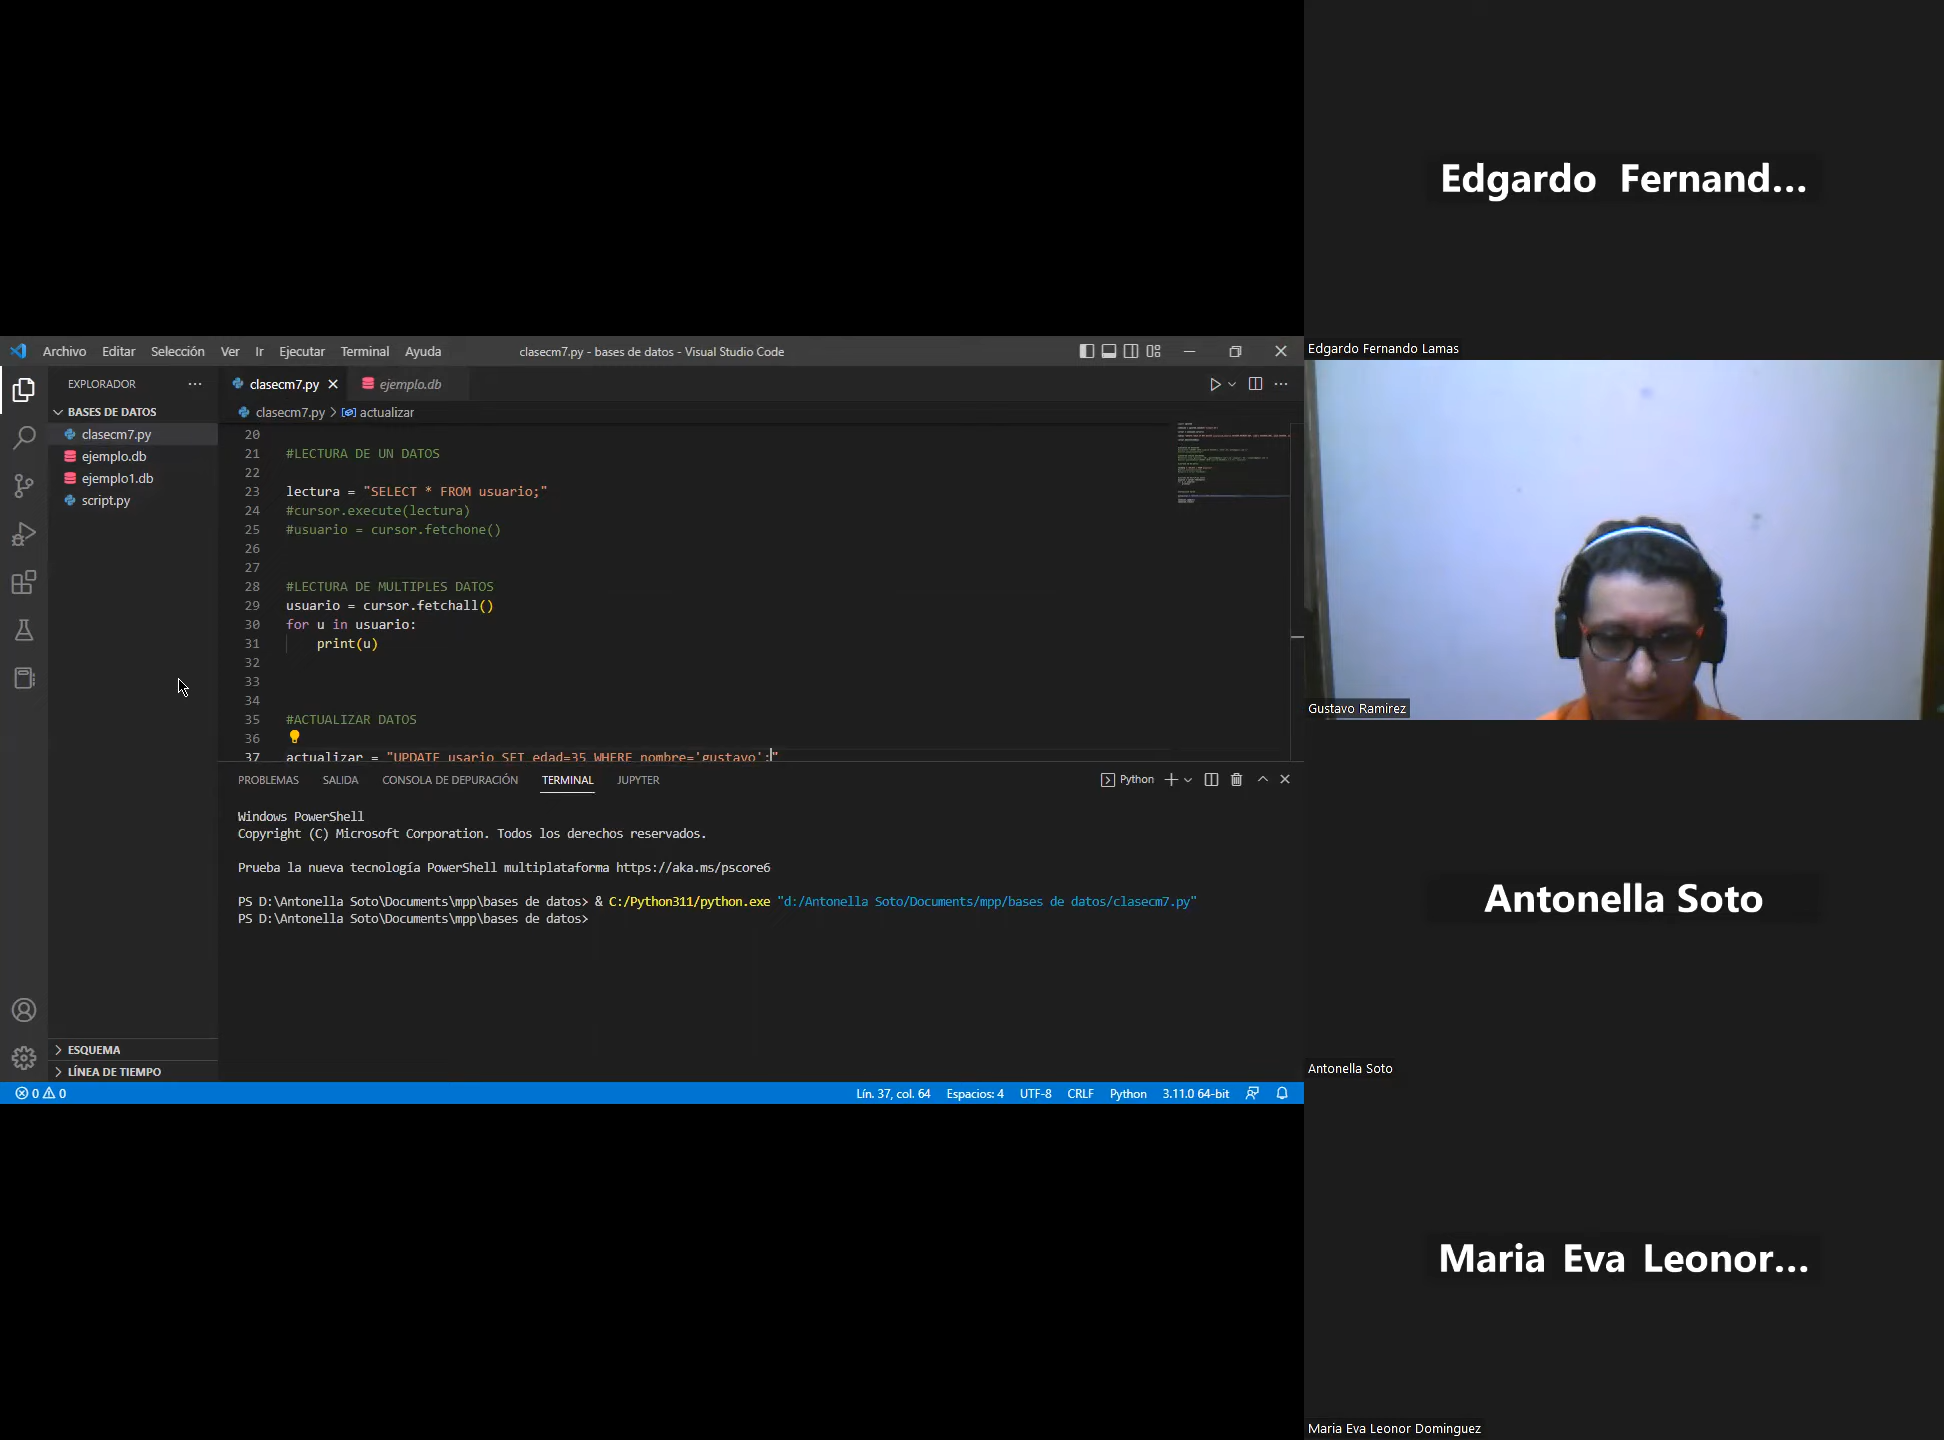 Archivo Editar Selección Ver Ir Ejecutar Terminal Ayuda
clasecm7.py - bases de datos - Visual Studio Code
EXPLORADOR
BASES DE DATOS
clasecm7.py
ejemplo.db
ejemplo1.db
script.py
ESQUEMA
LÍNEA DE TIEMPO
clasecm7.py
ejemplo.db
clasecm7.py > actualizar
20
21 #LECTURA DE UN DATOS
22
23 lectura = "SELECT * FROM usuario;"
24 #cursor.execute(lectura)
25 #usuario = cursor.fetchone()
26
27
28 #LECTURA DE MULTIPLES DATOS
29 usuario = cursor.fetchall()
30 for u in usuario:
31 print(u)
32
33
34
35 #ACTUALIZAR DATOS
36
37 actualizar = "UPDATE usario SET edad=35 WHERE nombre='gustavo';"
PROBLEMAS SALIDA CONSOLA DE DEPURACIÓN TERMINAL JUPYTER
Python
Windows PowerShell
Copyright (C) Microsoft Corporation. Todos los derechos reservados.
Prueba la nueva tecnología PowerShell multiplataforma https://aka.ms/pscore6
PS D:\Antonella Soto\Documents\mpp\bases de datos> & C:/Python311/python.exe "d:/Antonella Soto/Documents/mpp/bases de datos/clasecm7.py"
PS D:\Antonella Soto\Documents\mpp\bases de datos>
0 0
Lín. 37, col. 64 Espacios: 4 UTF-8 CRLF Python 3.11.0 64-bit
Edgardo Fernand...
Edgardo Fernando Lamas
Gustavo Ramirez
Antonella Soto
Antonella Soto
Maria Eva Leonor...
Maria Eva Leonor Dominguez